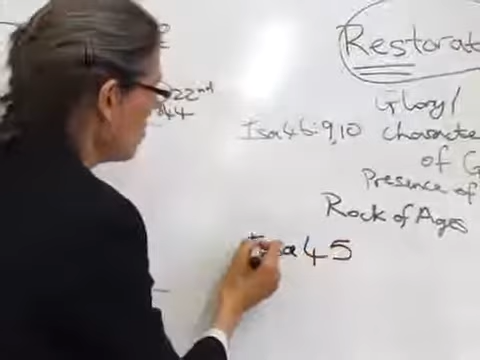 Restorat
22nd
44
Glory/
Isa 46:9,10 characte
of G
Presence of
Rock of Ages
Isa 45